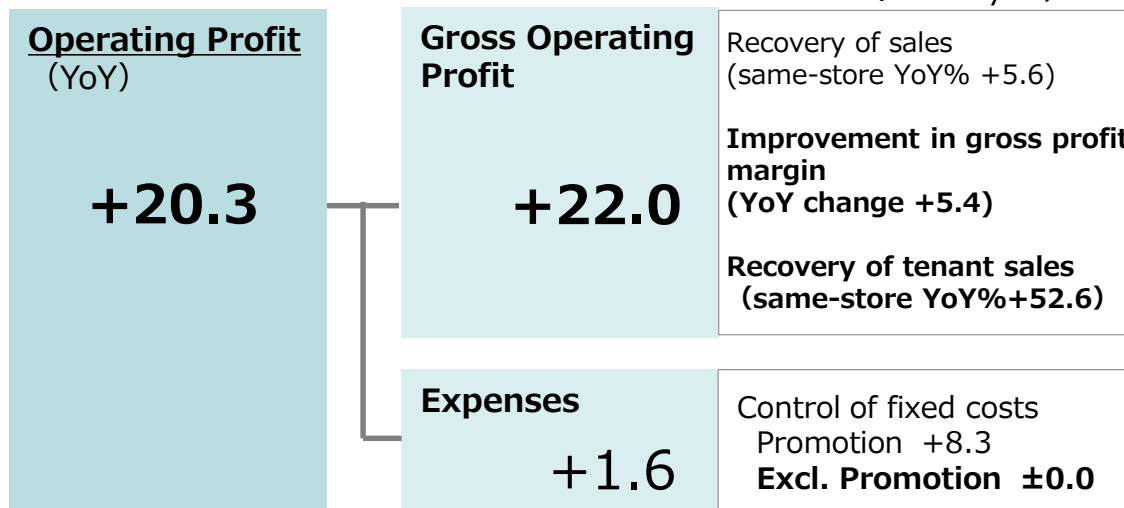 Operating Profit
（YoY）
+20.3
Gross Operating
Profit
+22.0
Recovery of sales
(same-store YoY% +5.6)
Improvement in gross profit
margin
(YoY change +5.4)
Recovery of tenant sales
（same-store YoY%+52.6）
Expenses
+1.6
Control of fixed costs
Promotion +8.3
Excl. Promotion ±0.0